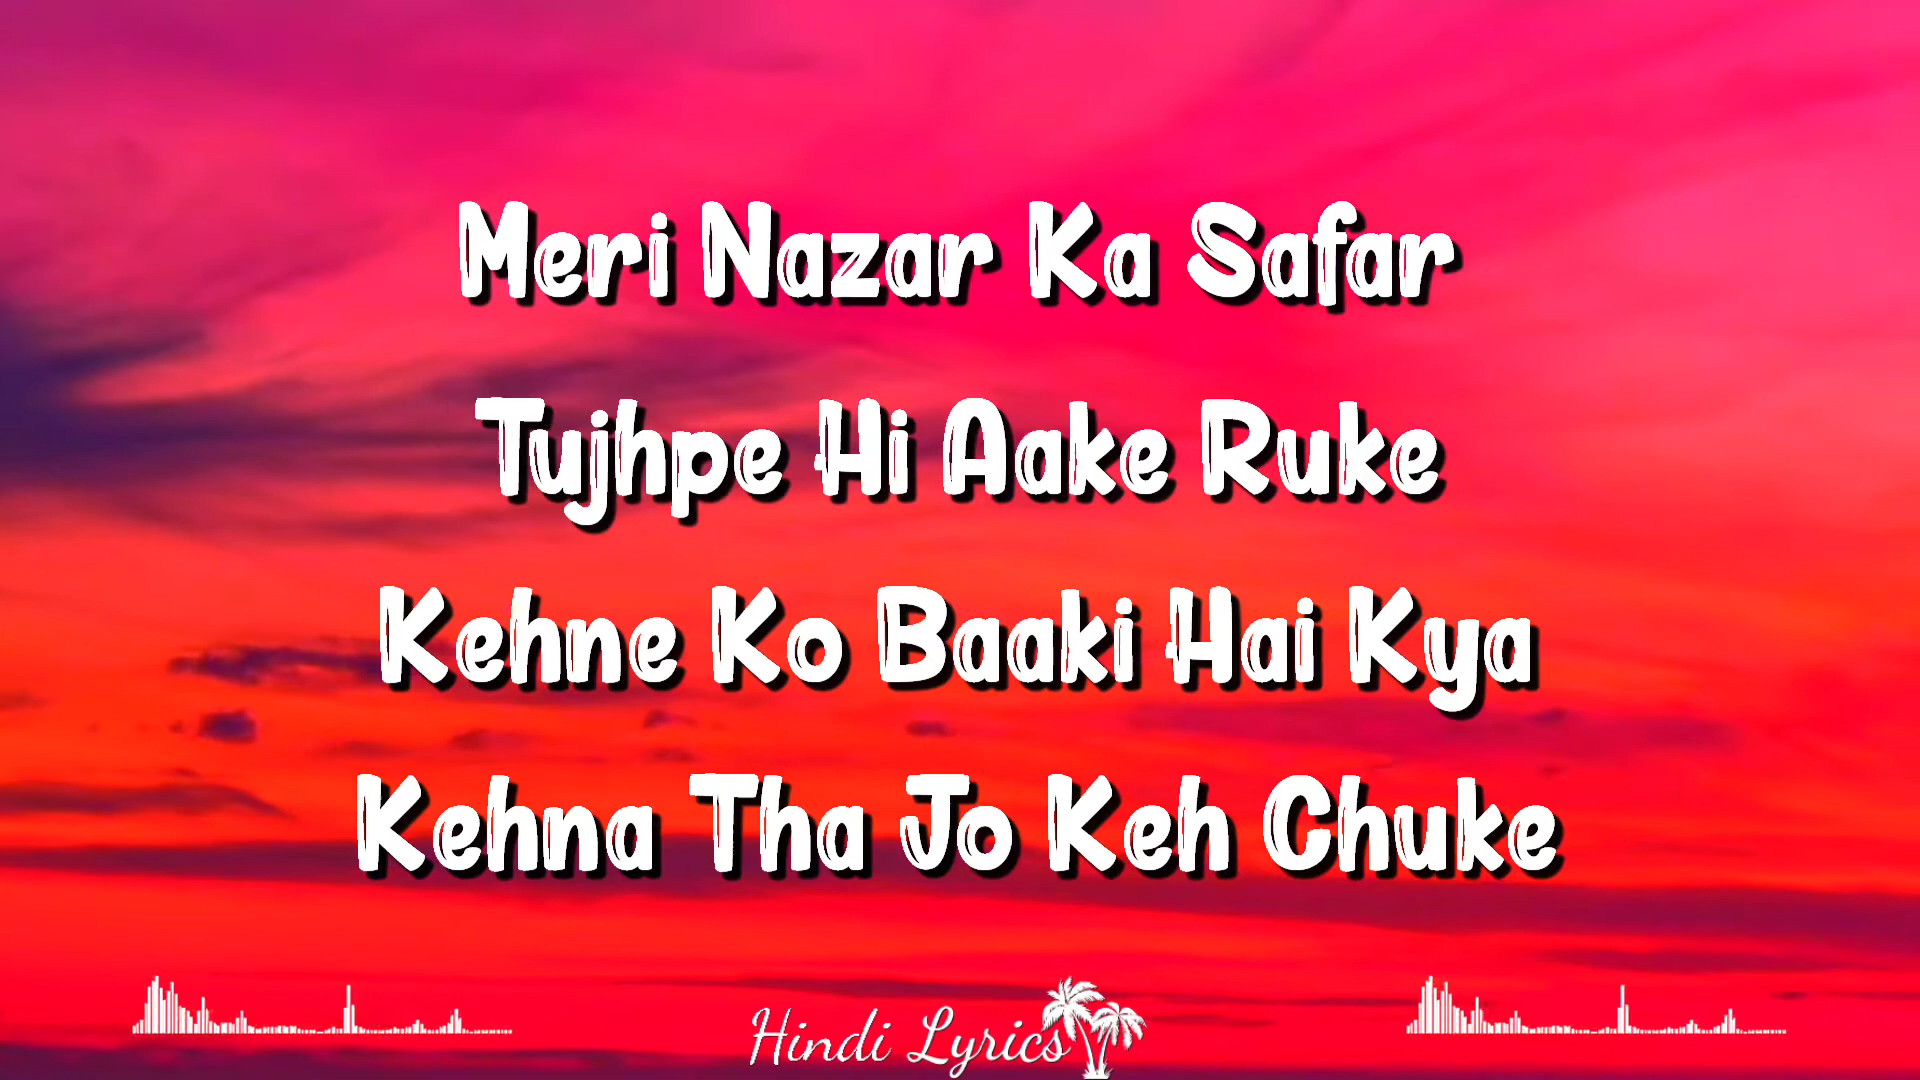 Meri Nazar Ka Safar
Tujhpe Hi Aake Ruke
Kehne Ko Baaki Hai Kya
Kehna Tha Jo Keh Chuke
Hindi Lyrics